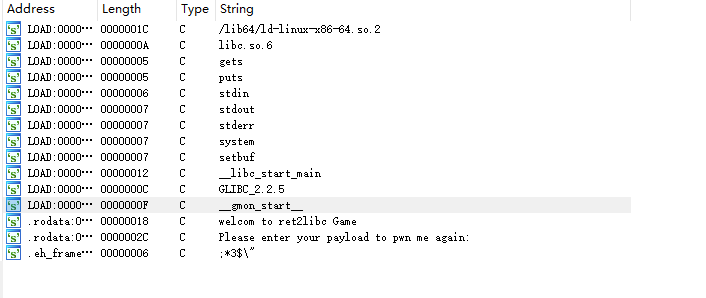 Address Length Type String
LOAD:0000··· 0000001C C /lib64/ld-linux-x86-64.so.2
LOAD:0000··· 0000000A C libc.so.6
LOAD:0000··· 00000005 C gets
LOAD:0000··· 00000005 C puts
LOAD:0000··· 00000006 C stdin
LOAD:0000··· 00000007 C stdout
LOAD:0000··· 00000007 C stderr
LOAD:0000··· 00000007 C system
LOAD:0000··· 00000007 C setbuf
LOAD:0000··· 00000012 C __libc_start_main
LOAD:0000··· 0000000C C GLIBC_2.2.5
LOAD:0000··· 0000000F C __gmon_start__
.rodata:0··· 00000018 C welcom to ret2libc Game
.rodata:0··· 0000002C C Please enter your payload to pwn me again:
.eh_frame··· 00000006 C ;*3$\"